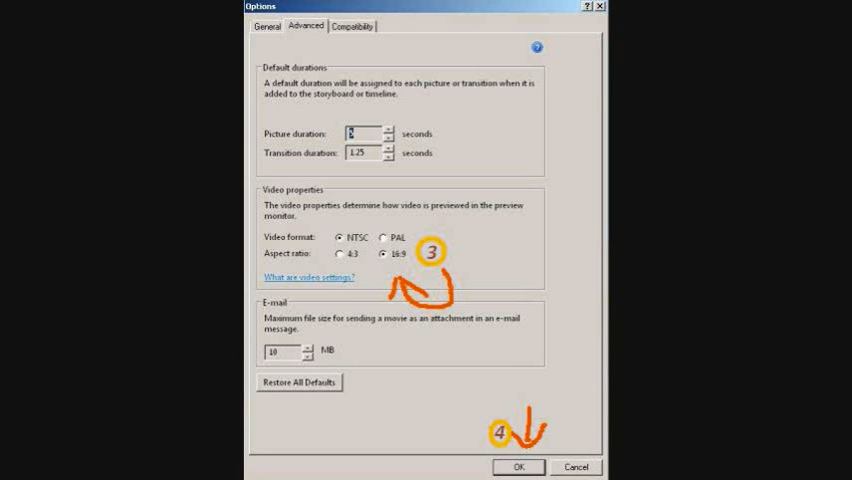 Options
General Advanced Compatibility
Default durations
A default duration will be assigned to each picture or transition when it is
added to the storyboard or timeline.
Picture duration: 5 seconds
Transition duration: 1.25 seconds
Video properties
The video properties determine how video is previewed in the preview
monitor.
Video format: NTSC PAL
Aspect ratio: 4:3 16:9
3
What are video settings?
E-mail
Maximum file size for sending a movie as an attachment in an e-mail
message.
10 MB
Restore All Defaults
4
OK Cancel